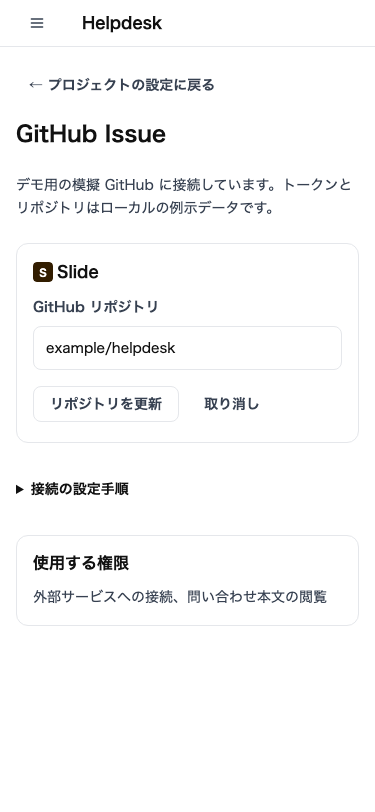 Helpdesk
← プロジェクトの設定に戻る
GitHub Issue
デモ用の模擬 GitHub に接続しています。トークンと
リポジトリはローカルの例示データです。
S Slide
GitHub リポジトリ
example/helpdesk
リポジトリを更新 取り消し
▶ 接続の設定手順
使用する権限
外部サービスへの接続、問い合わせ本文の閲覧